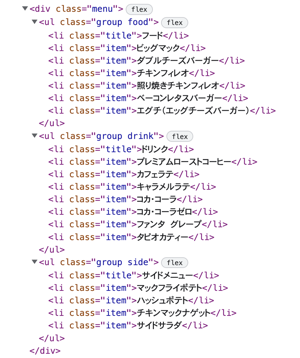 ▼<div class="menu"> flex
▼<ul class="group food"> flex
<li class="title">フード</li>
<li class="item">ビッグマック</li>
<li class="item">ダブルチーズバーガー</li>
<li class="item">チキンフィレオ</li>
<li class="item">照り焼きチキンフィレオ</li>
<li class="item">ベーコンレタスバーガー</li>
<li class="item">エグチ(エッグチーズバーガー)</li>
</ul>
▼<ul class="group drink"> flex
<li class="title">ドリンク</li>
<li class="item">プレミアムローストコーヒー</li>
<li class="item">カフェラテ</li>
<li class="item">キャラメルラテ</li>
<li class="item">コカ・コーラ</li>
<li class="item">コカ・コーラゼロ</li>
<li class="item">ファンタ　グレープ</li>
<li class="item">タピオカティー</li>
</ul>
▼<ul class="group side"> flex
<li class="title">サイドメニュー</li>
<li class="item">マックフライポテト</li>
<li class="item">ハッシュポテト</li>
<li class="item">チキンマックナゲット</li>
<li class="item">サイドサラダ</li>
</ul>
</div>